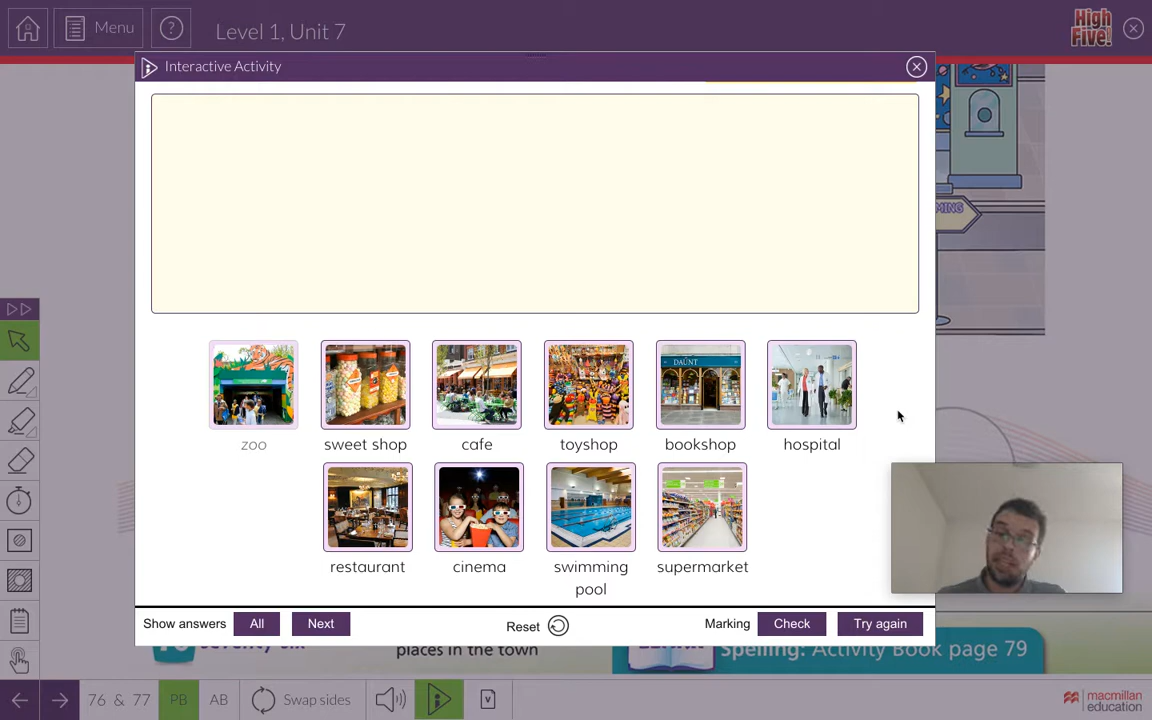 Menu
?
Level 1, Unit 7
High
Five!
Interactive Activity
MING
DAUNT
zoo
sweet shop
cafe
toyshop
bookshop
hospital
restaurant
cinema
swimming
pool
supermarket
Show answers
All
Next
Reset
Marking
Check
Try again
places in the town
Spelling: Activity Book page 79
76 & 77
PB
AB
Swap sides
V
macmillan
education